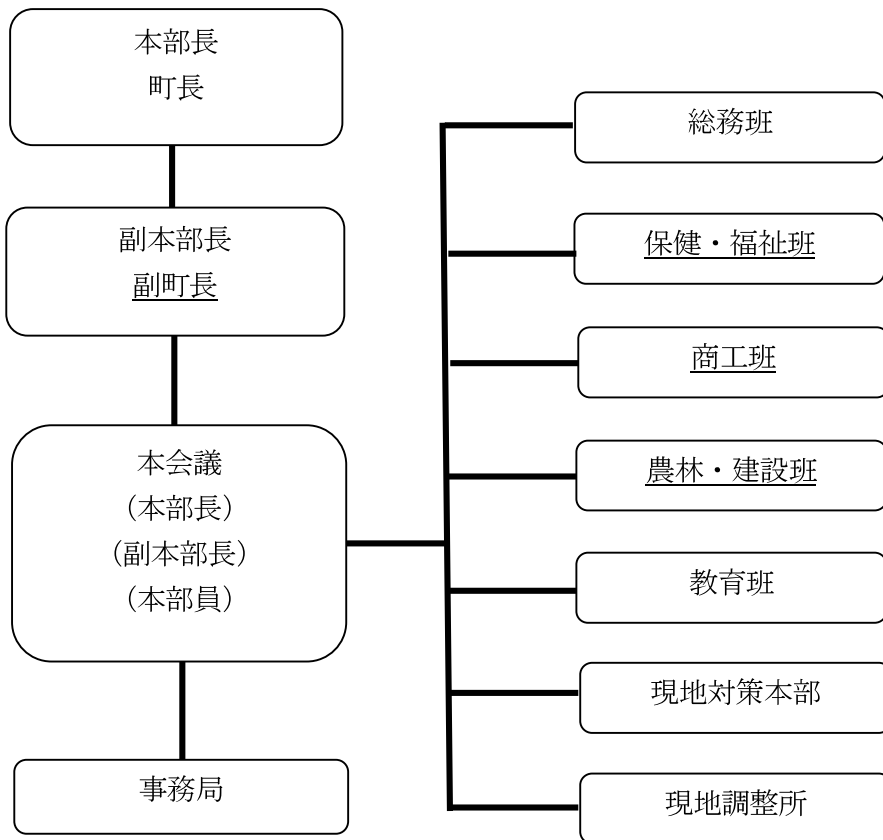 本部長
町長
副本部長
副町長
本会議
（本部長）
（副本部長）
（本部員）
事務局
総務班
保健・福祉班
商工班
農林・建設班
教育班
現地対策本部
現地調整所